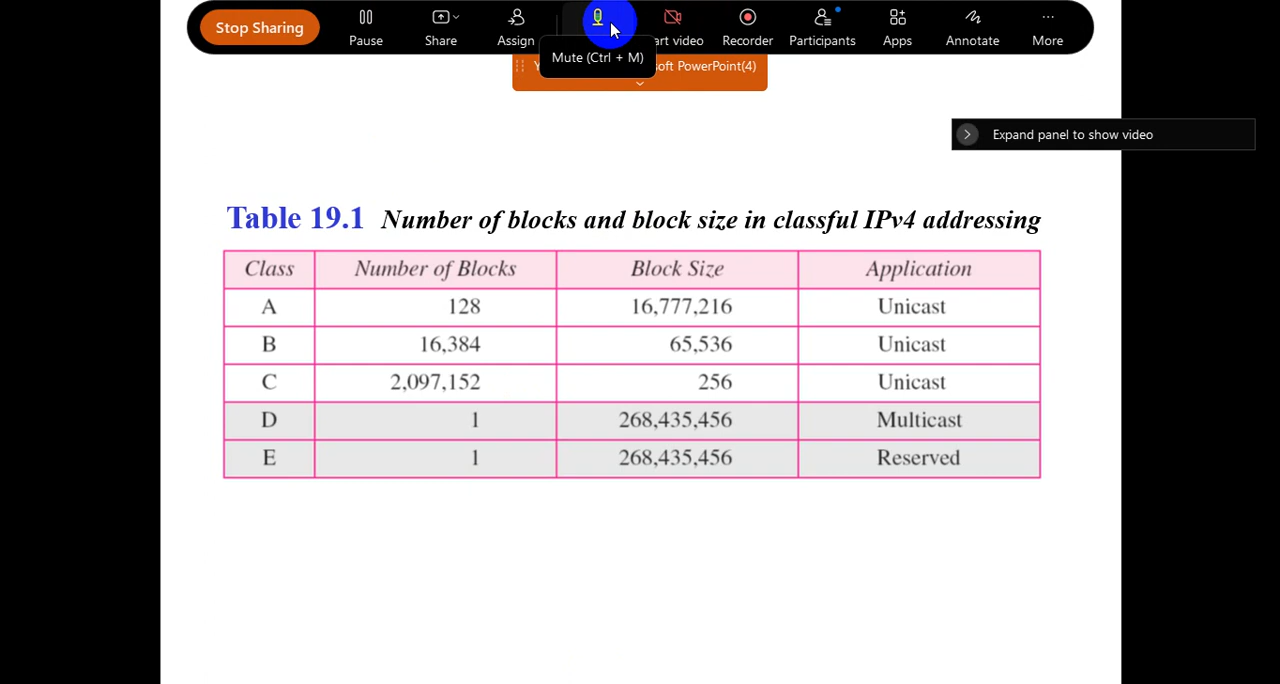 Stop Sharing Pause Share Assign art video Recorder Participants Apps Annotate More
Mute (Ctrl + M)
Y soft PowerPoint(4)
Expand panel to show video
Table 19.1 Number of blocks and block size in classful IPv4 addressing
Class Number of Blocks Block Size Application
A 128 16,777,216 Unicast
B 16,384 65,536 Unicast
C 2,097,152 256 Unicast
D 1 268,435,456 Multicast
E 1 268,435,456 Reserved